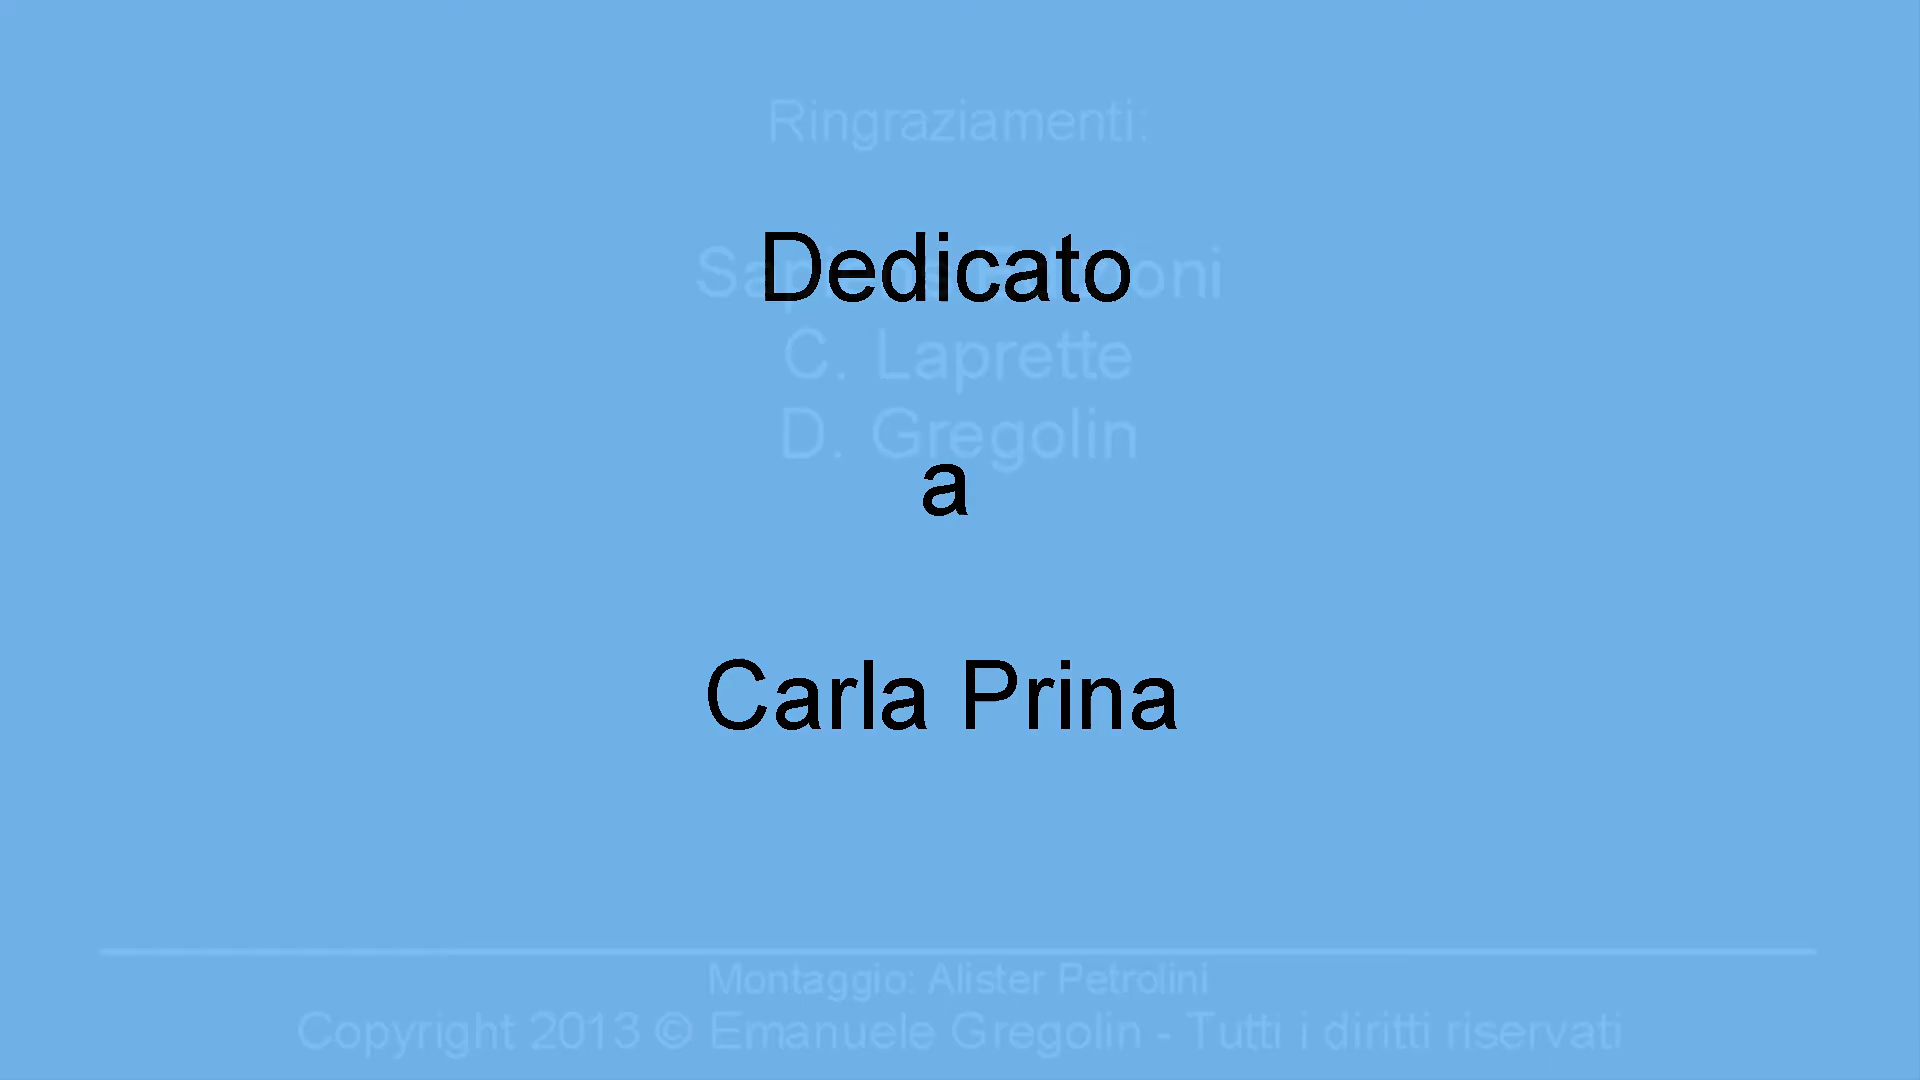 Ringraziamenti:
Dedicato
C. Laprette
D. Gregolin
a
Carla Prina
Montaggio: Alister Petrolini
Copyright 2013 © Emanuele Gregolin - Tutti i diritti riservati